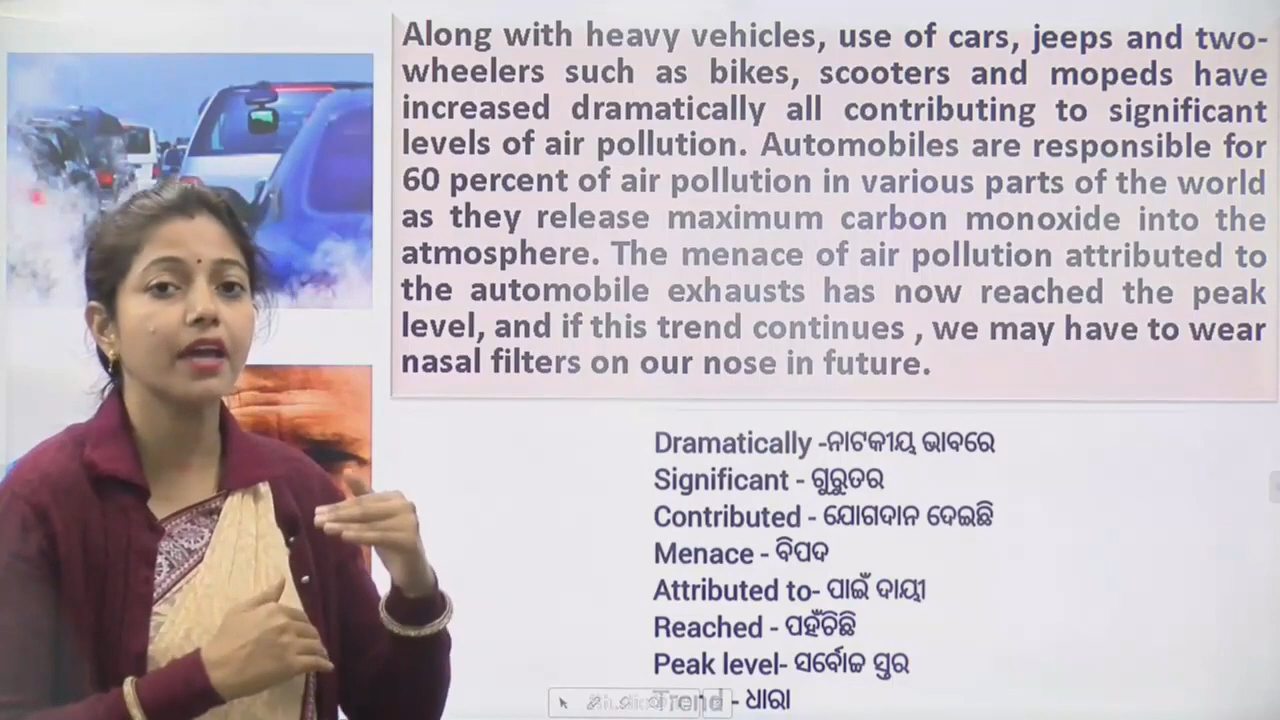 Along with heavy vehicles, use of cars, jeeps and two-
wheelers such as bikes, scooters and mopeds have
increased dramatically all contributing to significant
levels of air pollution. Automobiles are responsible for
60 percent of air pollution in various parts of the world
as they release maximum carbon monoxide into the
atmosphere. The menace of air pollution attributed to
the automobile exhausts has now reached the peak
level, and if this trend continues , we may have to wear
nasal filters on our nose in future.
Dramatically -ନାଟକୀୟ ଭାବରେ
Significant - ଗୁରୁତର
Contributed - ଯୋଗଦାନ ଦେଇଛି
Menace - ବିପଦ
Attributed to- ପାଇଁ ଦାୟୀ
Reached - ପହଁଚିଛି
Peak level- ସର୍ବୋଚ୍ଚ ସ୍ତର
Trend - ଧାରା